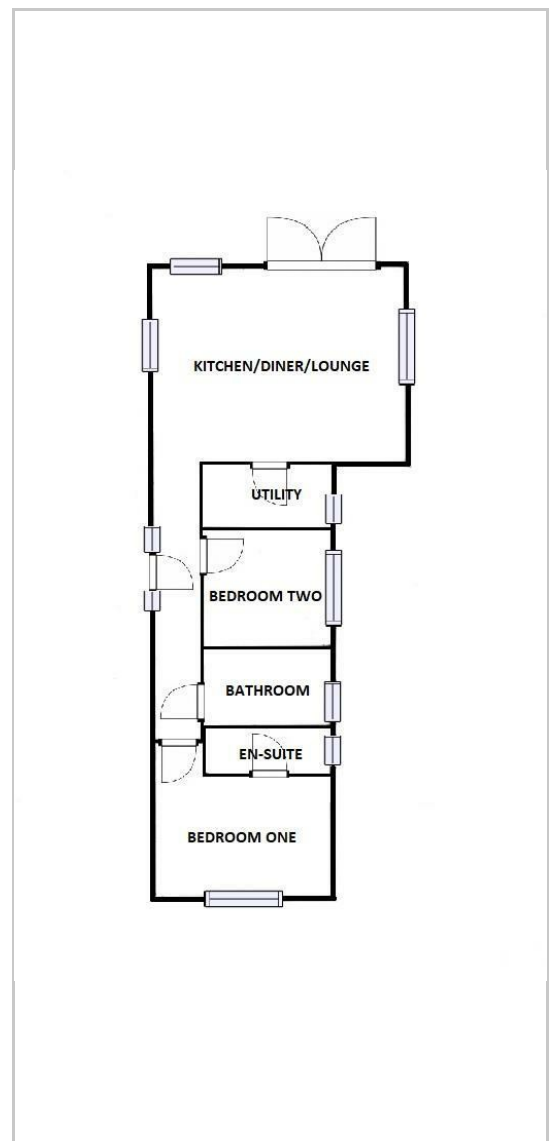 KITCHEN/DINER/LOUNGE
UTILITY
BEDROOM TWO
BATHROOM
EN-SUITE
BEDROOM ONE